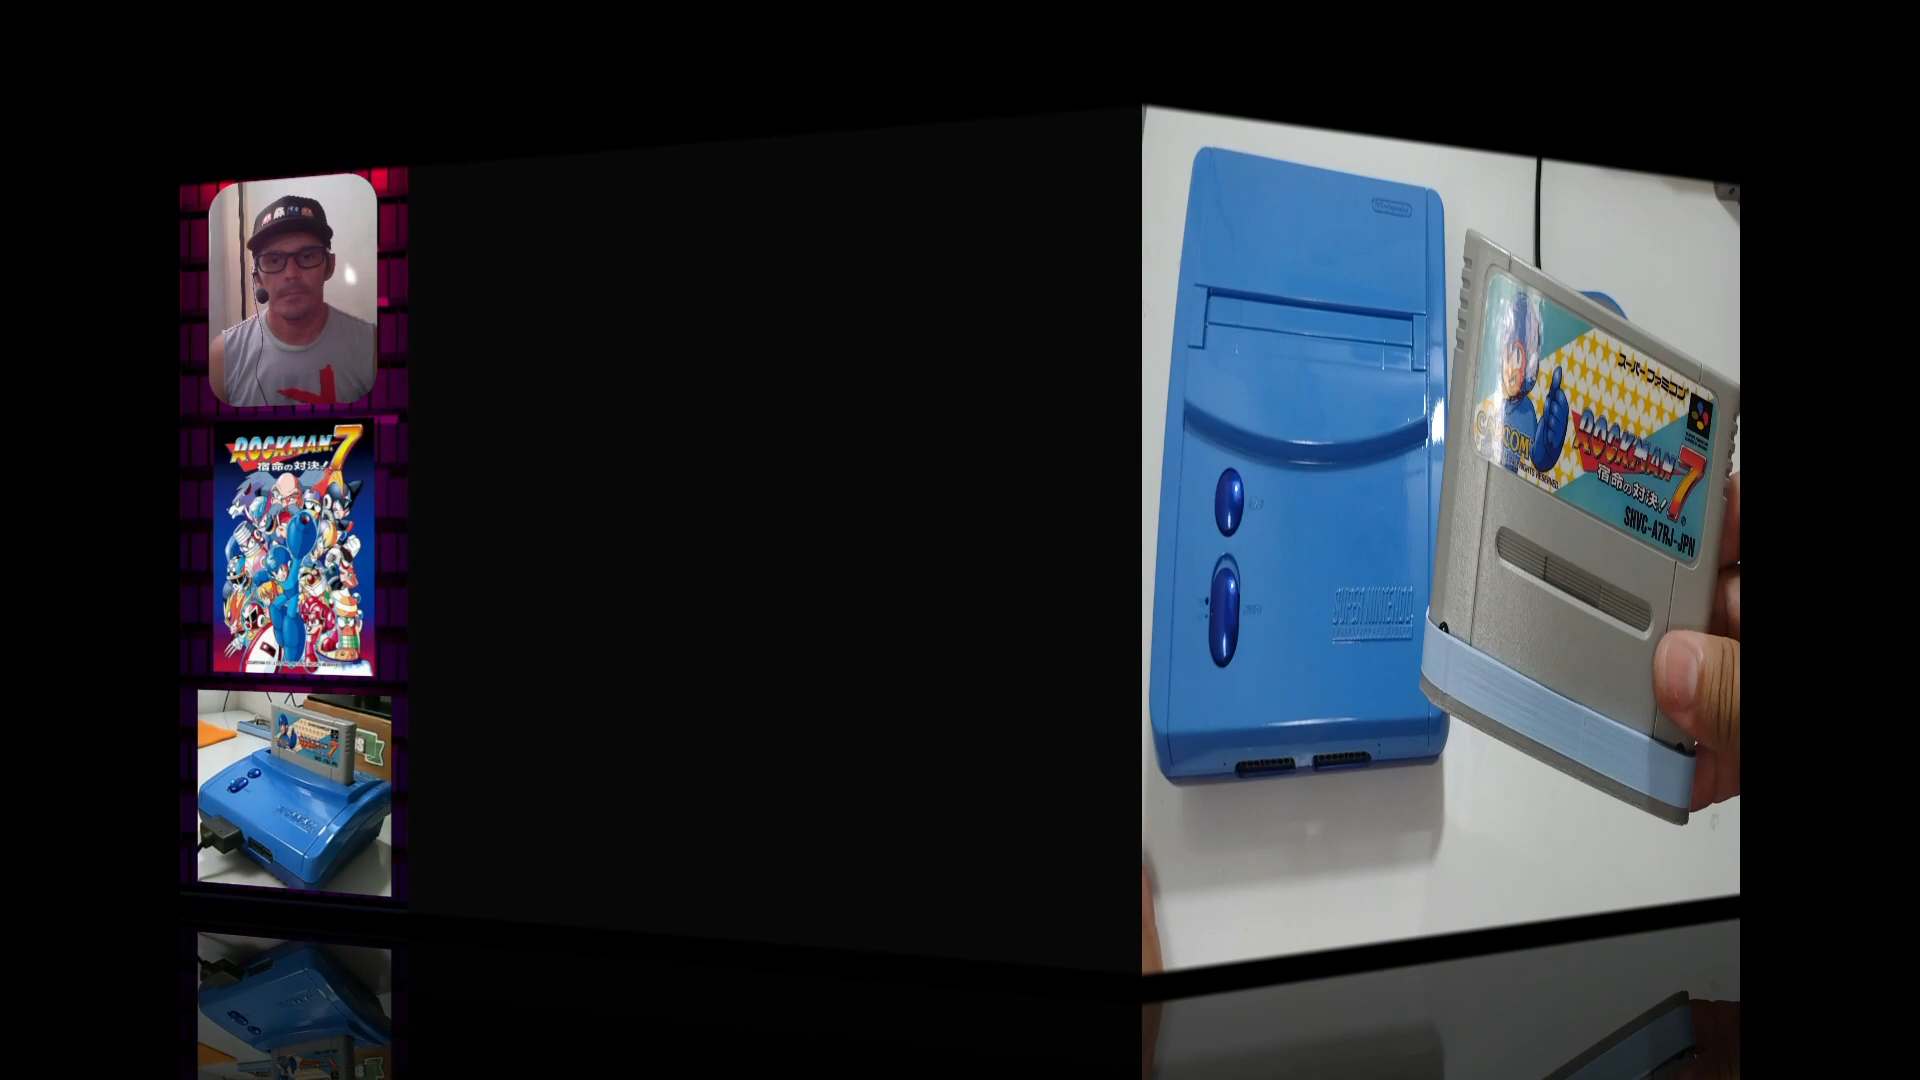 ROCKMAN 7
宿命の対決!
Nintendo
SUPER NINTENDO
スーパーファミコン
CAPCOM
ROCKMAN 7
宿命の対決!
SHVC-A7RJ-JPN